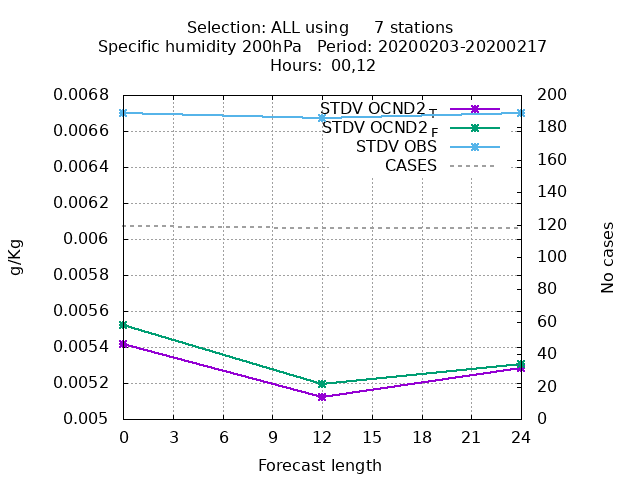 Selection: ALL using     7 stations
Specific humidity 200hPa   Period: 20200203-20200217
Hours:  00,12
STDV OCND2_T
STDV OCND2_F
STDV OBS
CASES
0.0068
0.0066
0.0064
0.0062
0.006
0.0058
0.0056
0.0054
0.0052
0.005
200
180
160
140
120
100
80
60
40
20
0
g/Kg
No cases
0 3 6 9 12 15 18 21 24
Forecast length